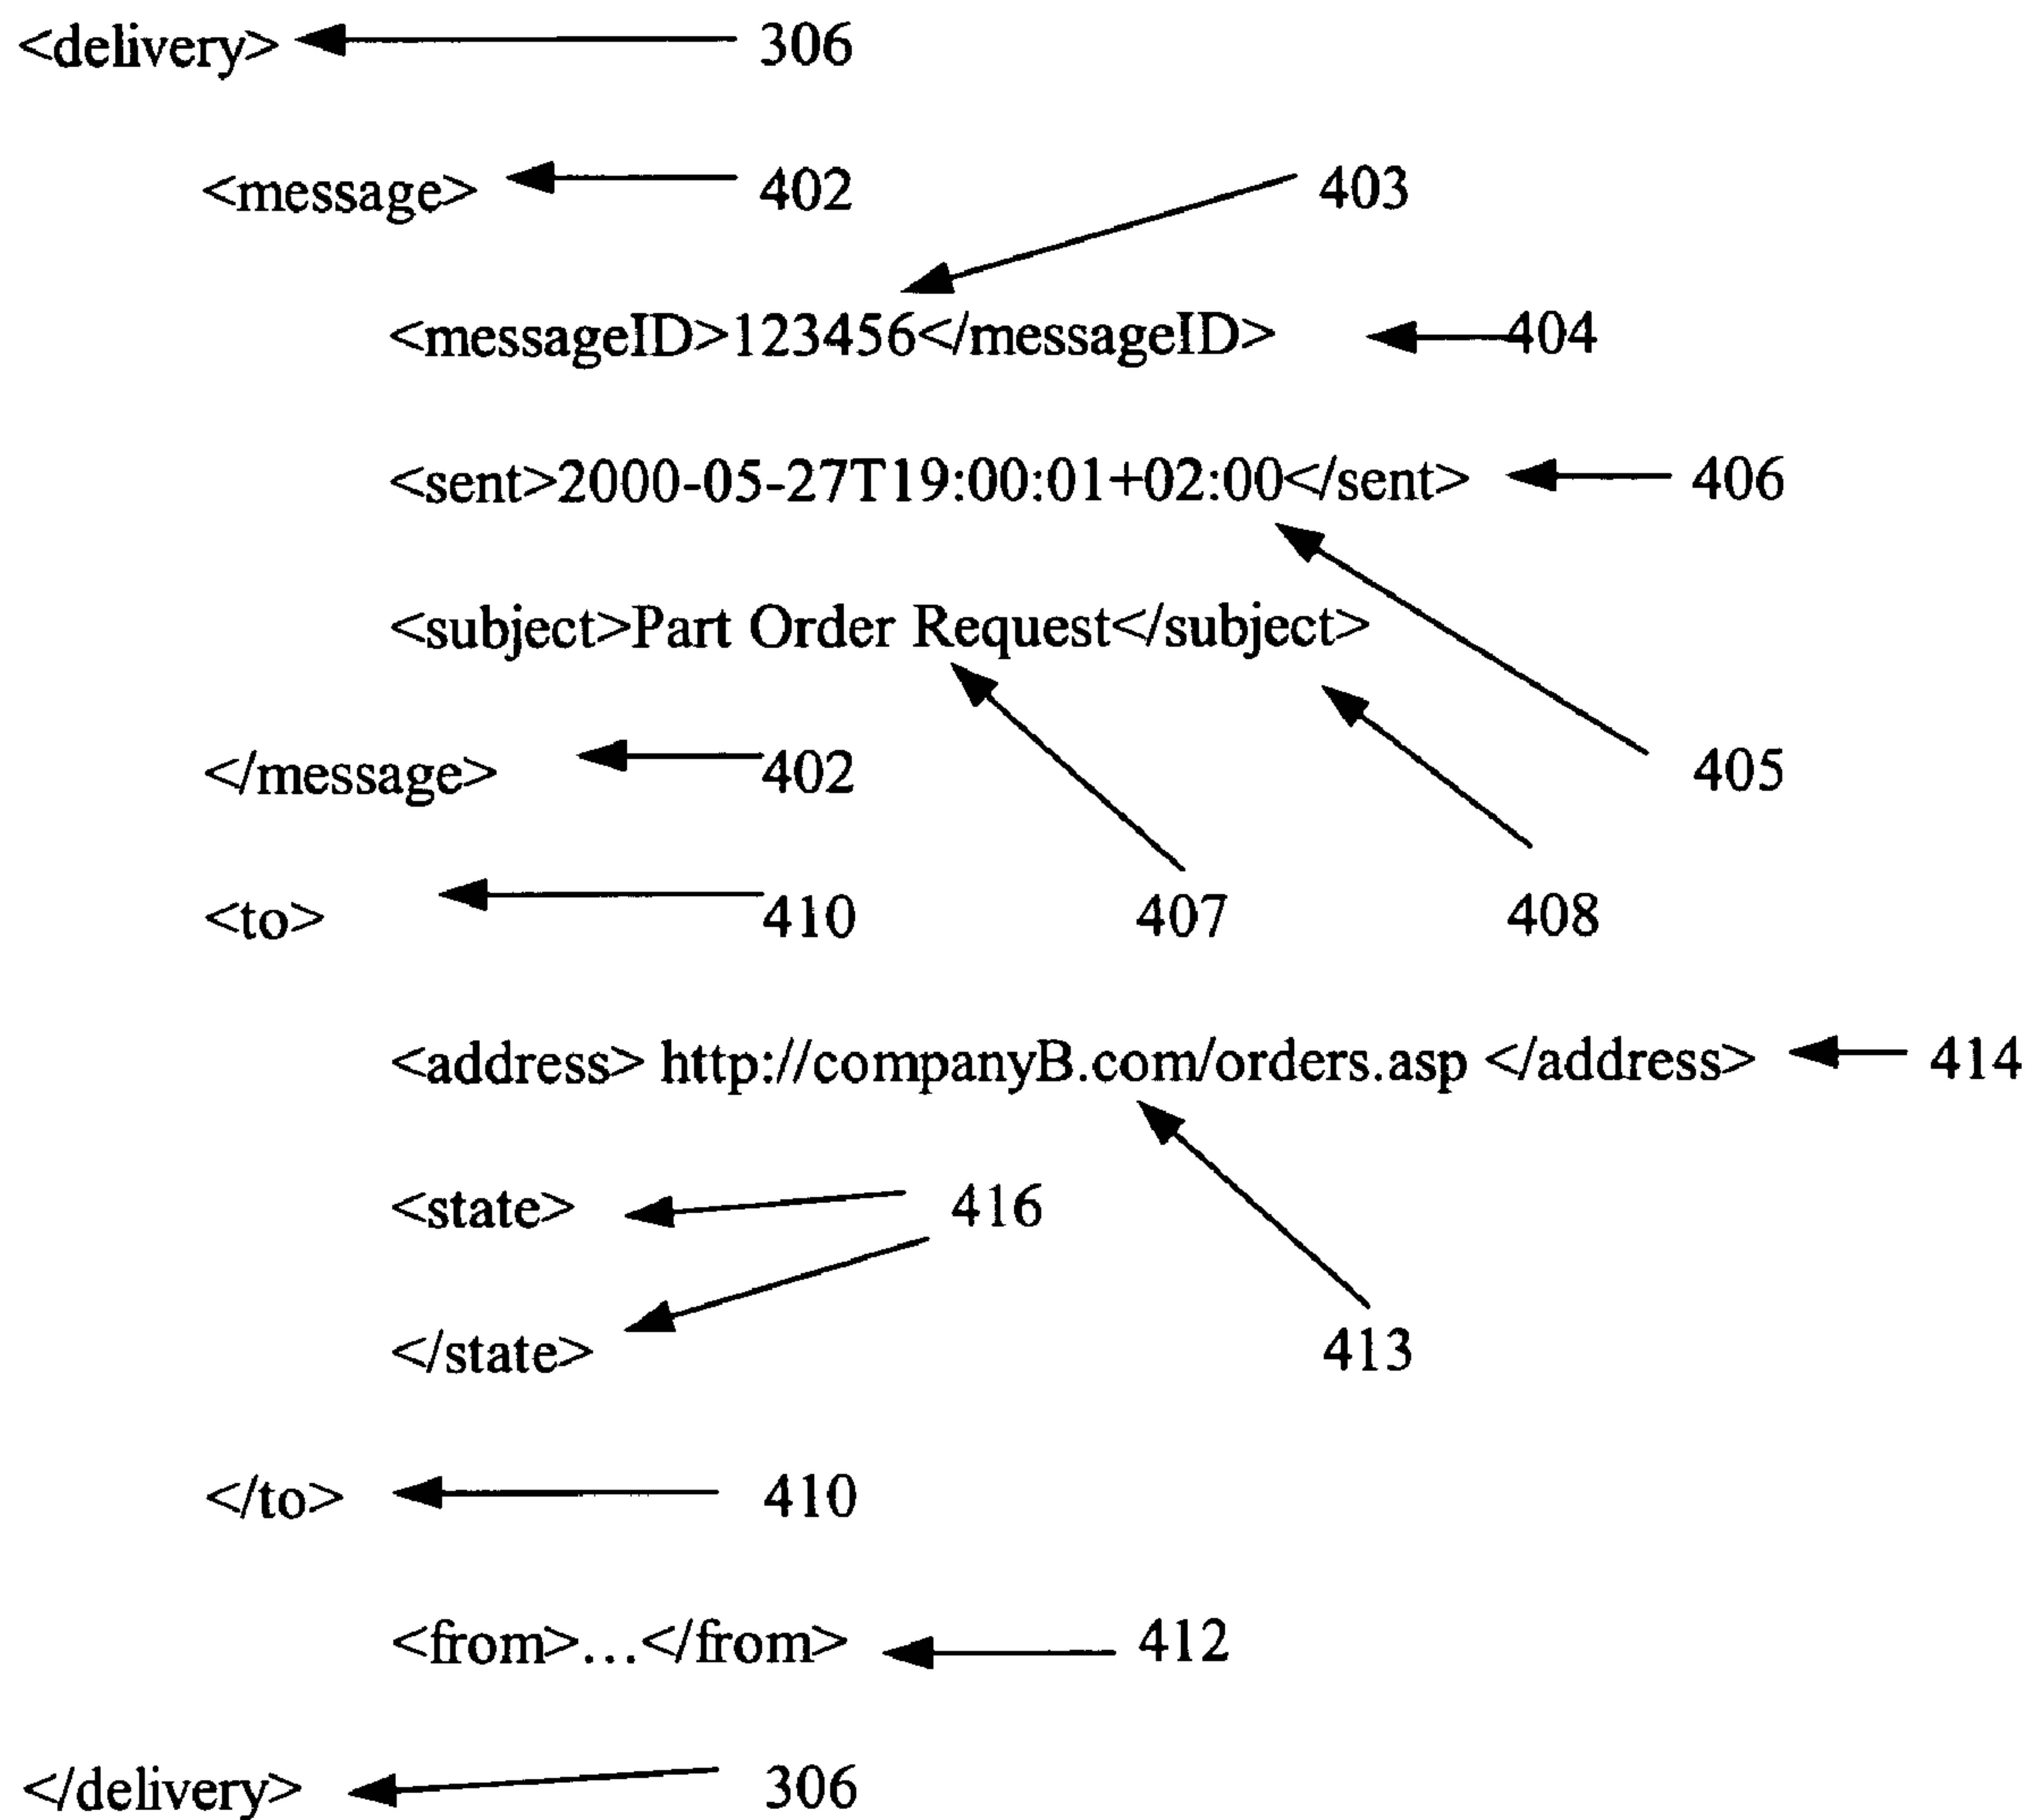 <delivery> 306
<message> 402 403
<messageID>123456</messageID> 404
<sent>2000-05-27T19:00:01+02:00</sent> 406
<subject>Part Order Request</subject>
</message> 402 405
<to> 410 407 408
<address> http://companyB.com/orders.asp </address> 414
<state> 416
</state> 413
</to> 410
<from>...</from> 412
</delivery> 306